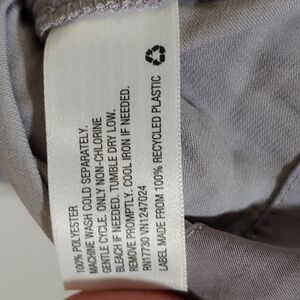 100% POLYESTER
MACHINE WASH COLD SEPARATELY.
GENTLE CYCLE. ONLY NON-CHLORINE
BLEACH IF NEEDED. TUMBLE DRY LOW.
REMOVE PROMPTLY. COOL IRON IF NEEDED.
RN17730 VN1247024
LABEL MADE FROM 100% RECYCLED PLASTIC